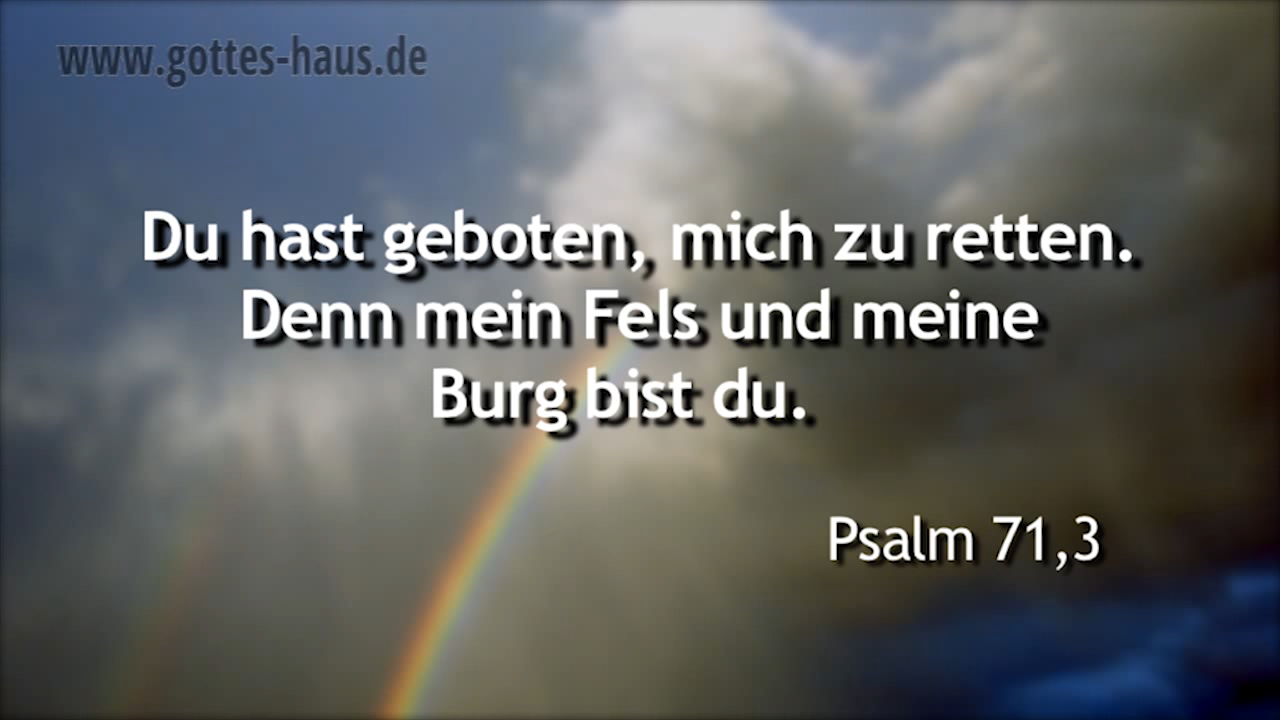 www.gottes-haus.de
Du hast geboten, mich zu retten.
Denn mein Fels und meine
Burg bist du.
Psalm 71,3